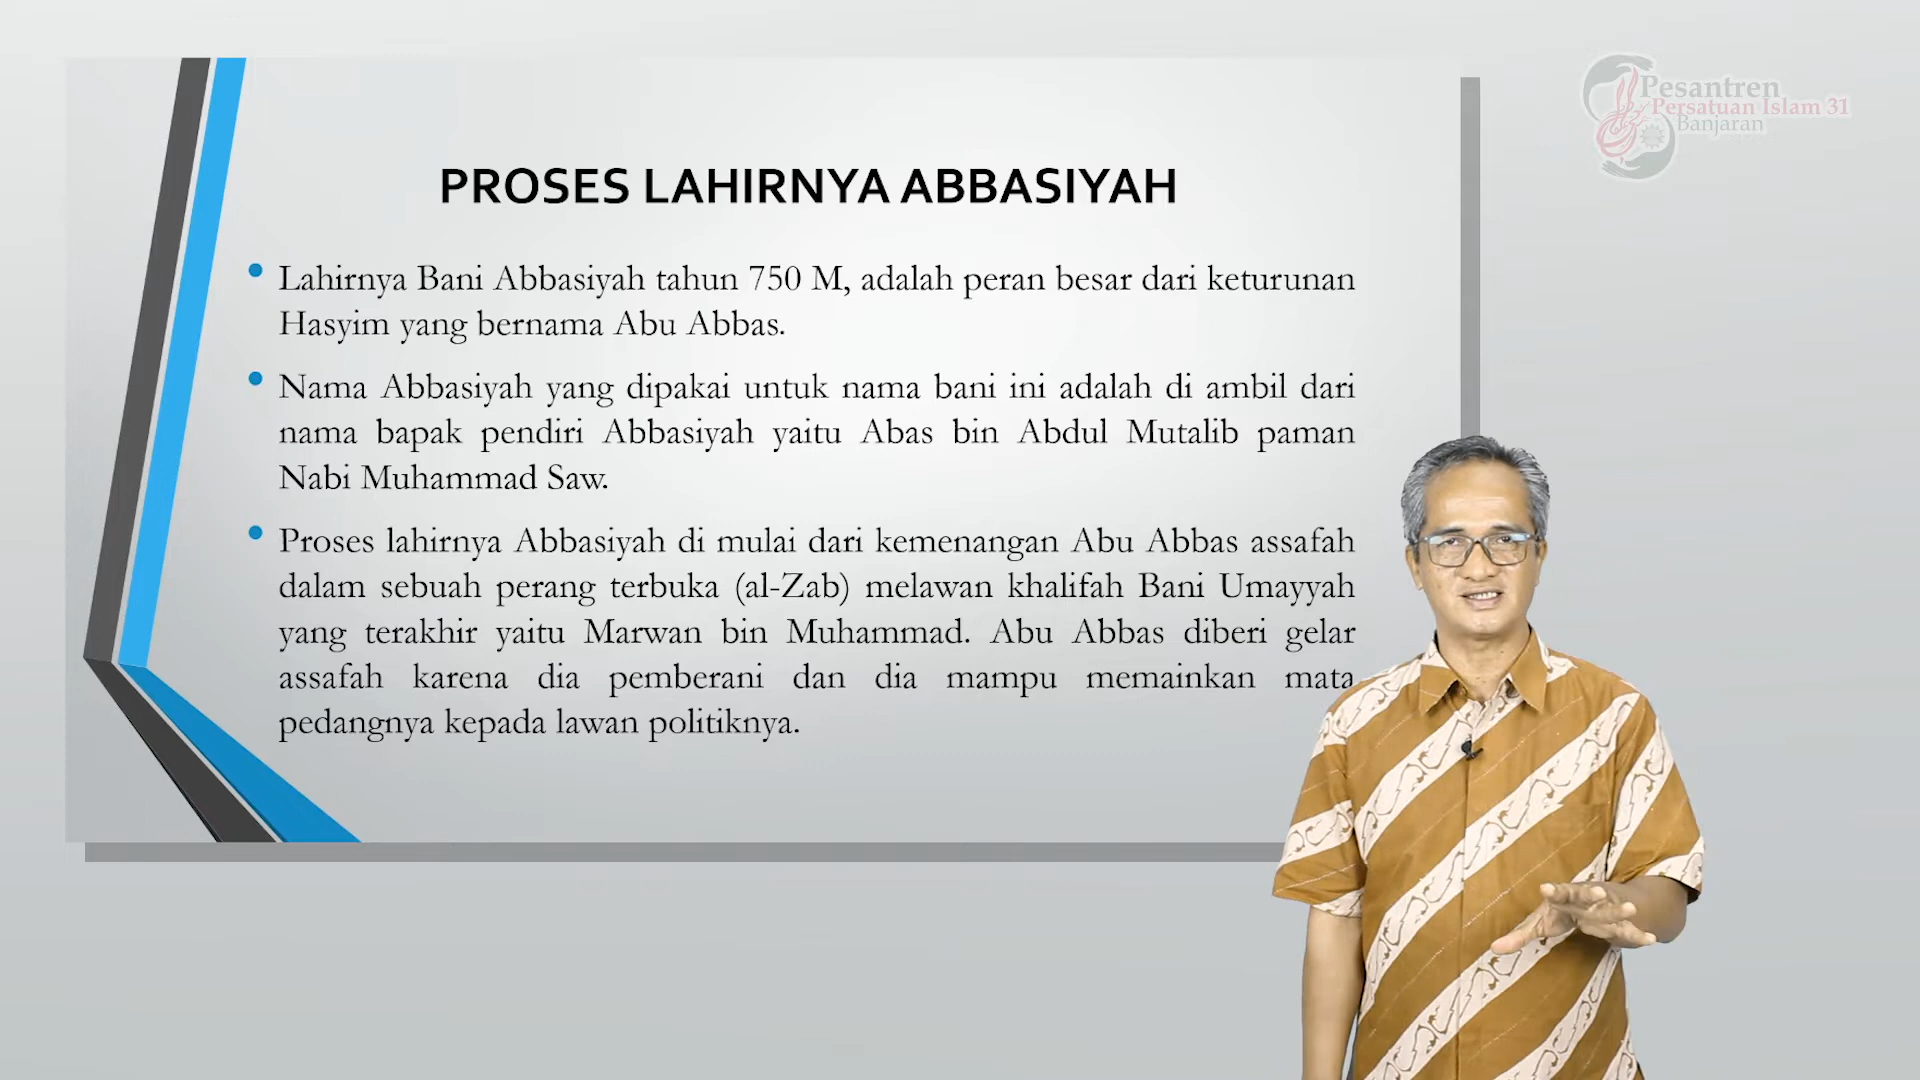 Pesantren
Persatuan Islam 31
Banjaran
PROSES LAHIRNYA ABBASIYAH
Lahirnya Bani Abbasiyah tahun 750 M, adalah peran besar dari keturunan
Hasyim yang bernama Abu Abbas.
Nama Abbasiyah yang dipakai untuk nama bani ini adalah di ambil dari
nama bapak pendiri Abbasiyah yaitu Abas bin Abdul Mutalib paman
Nabi Muhammad Saw.
Proses lahirnya Abbasiyah di mulai dari kemenangan Abu Abbas assafah
dalam sebuah perang terbuka (al-Zab) melawan khalifah Bani Umayyah
yang terakhir yaitu Marwan bin Muhammad. Abu Abbas diberi gelar
assafah karena dia pemberani dan dia mampu memainkan mata
pedangnya kepada lawan politiknya.